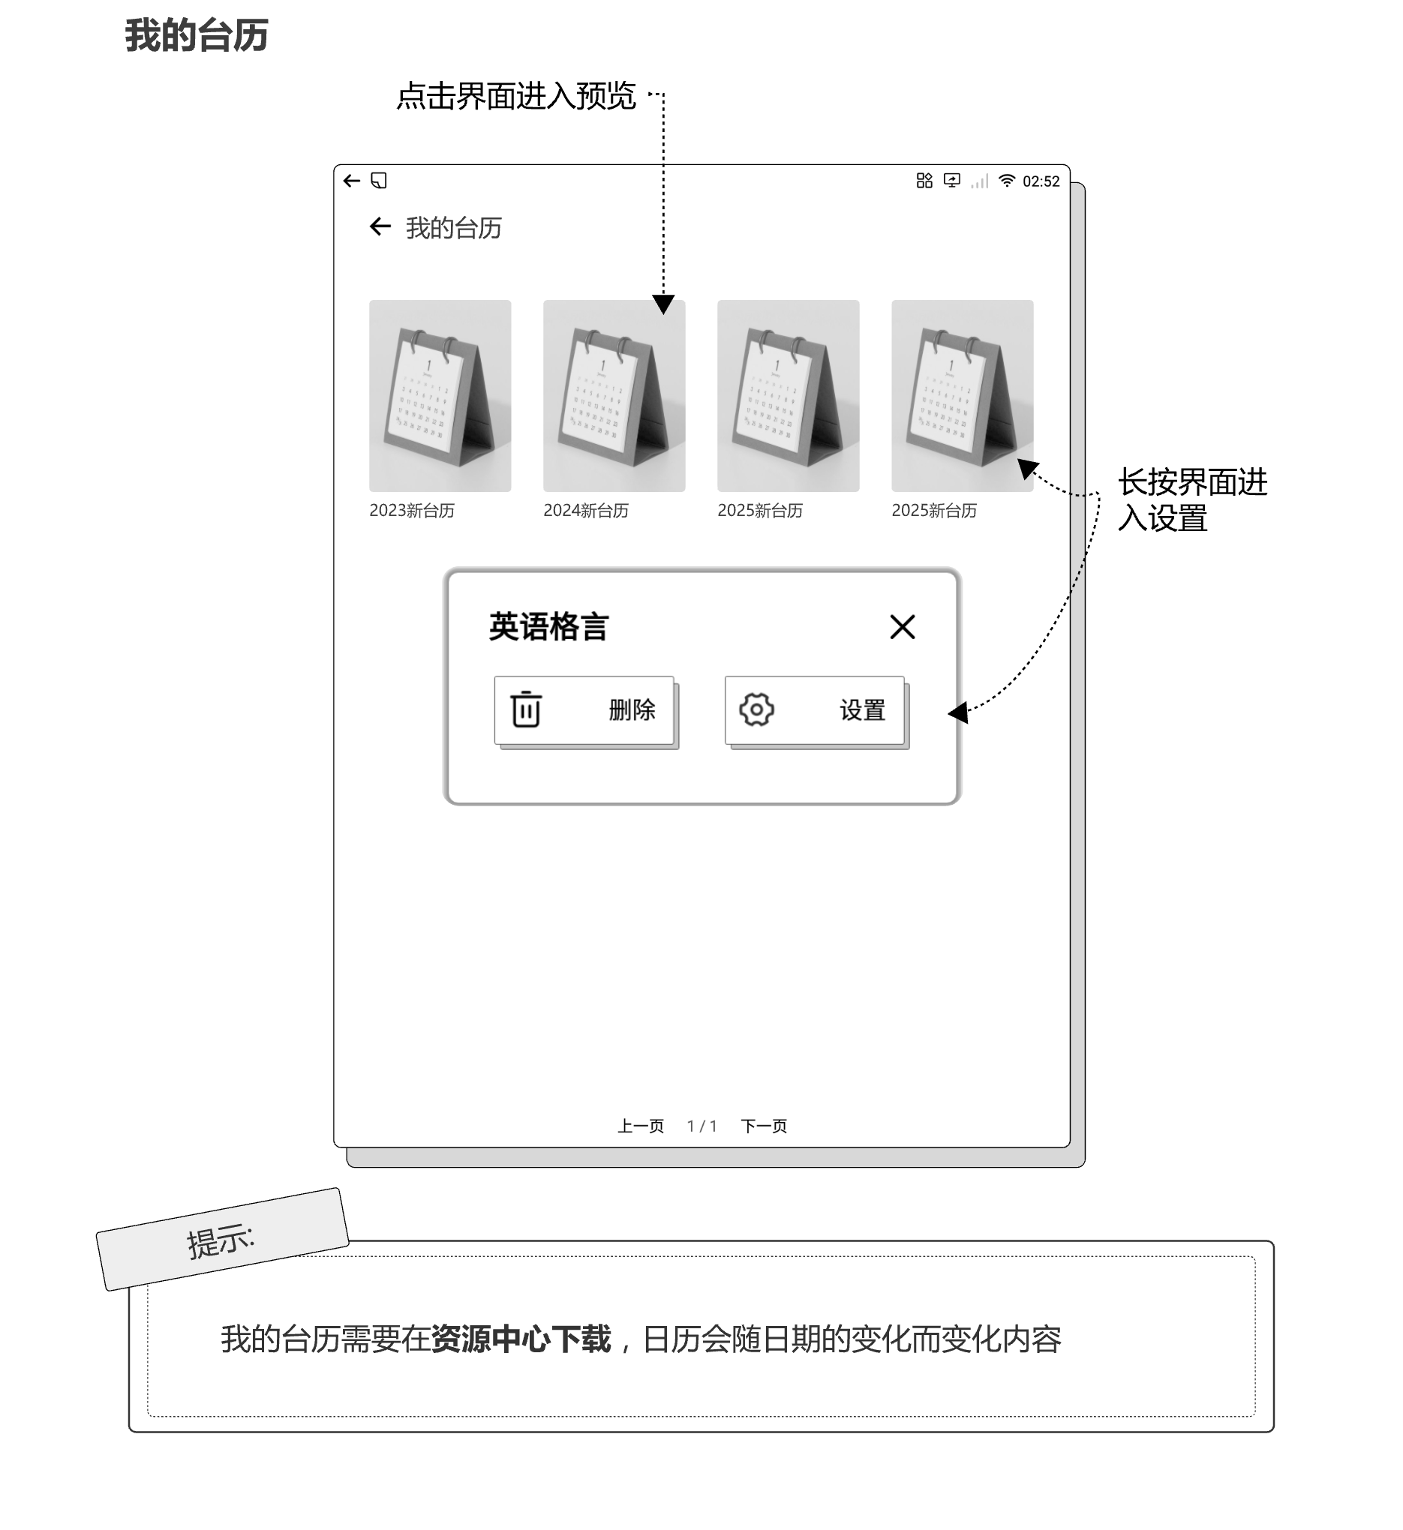 我的台历
点击界面进入预览
02:52
我的台历
2023新台历
2024新台历
2025新台历
2025新台历
长按界面进
入设置
英语格言
删除
设置
上一页 1 / 1 下一页
提示:
我的台历需要在资源中心下载，日历会随日期的变化而变化内容